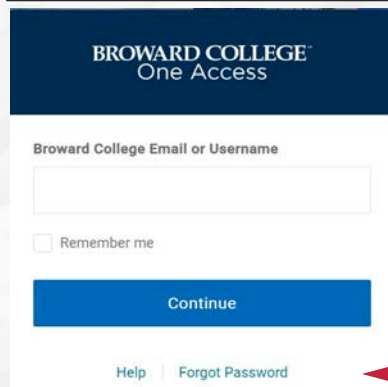 BROWARD COLLEGE
One Access
Broward College Email or Username
Remember me
Continue
Help | Forgot Password